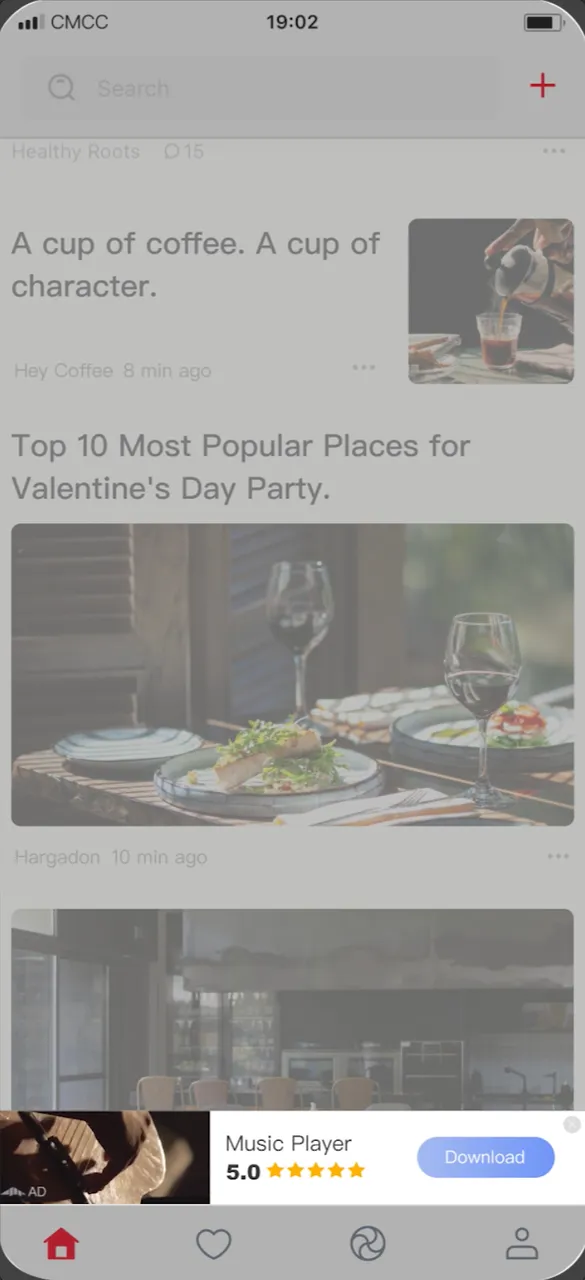 CMCC
19:02
Search
Healthy Roots 15
A cup of coffee. A cup of
character.
Hey Coffee 8 min ago
Top 10 Most Popular Places for
Valentine's Day Party.
Hargadon 10 min ago
Music Player
5.0
Download
AD